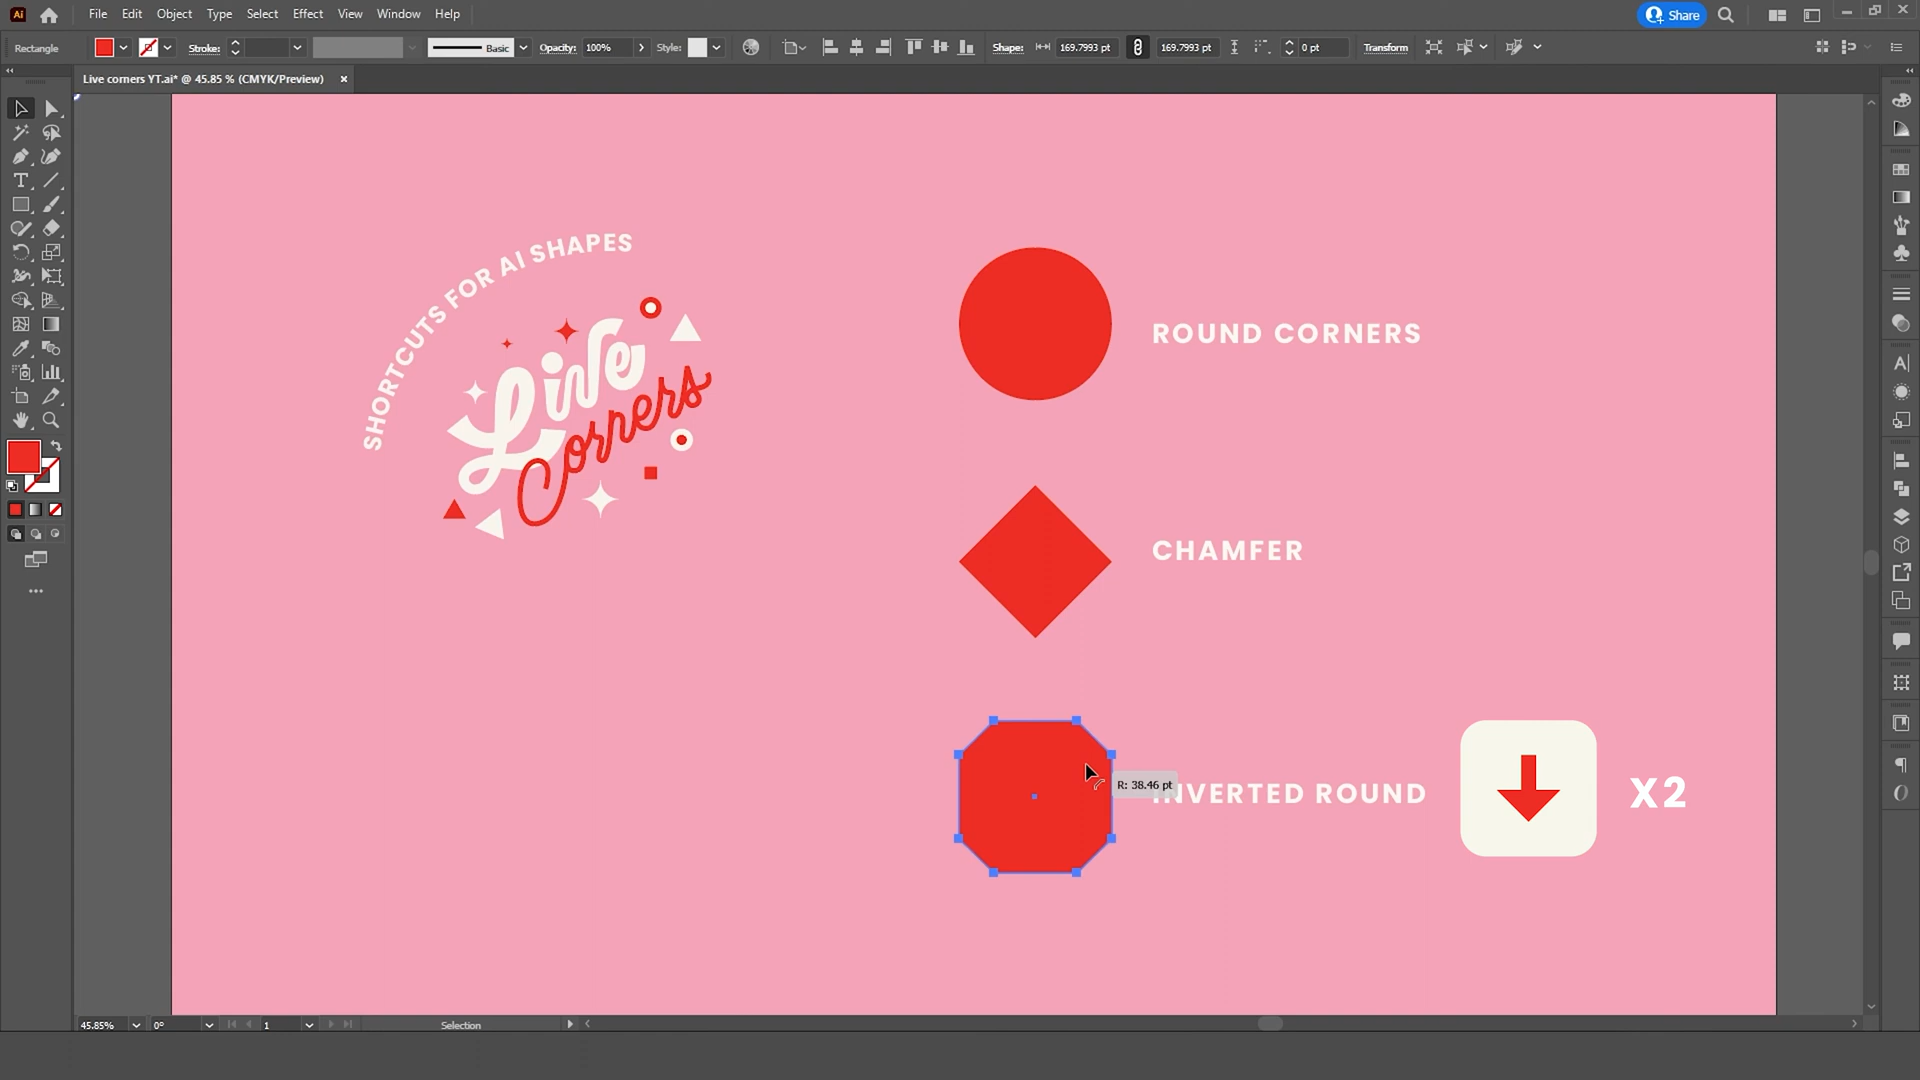 Ai File Edit Object Type Select Effect View Window Help Share
Rectangle Stroke: Basic Opacity: 100% Style: Shape: 169.7993 pt 169.7993 pt 0 pt Transform
Live corners YT.ai* @ 45.85 % (CMYK/Preview)
SHORTCUTS FOR AI SHAPES
Live
Corners
ROUND CORNERS
CHAMFER
R: 38.46 pt
INVERTED ROUND X2
45.85% 0° 1 Selection